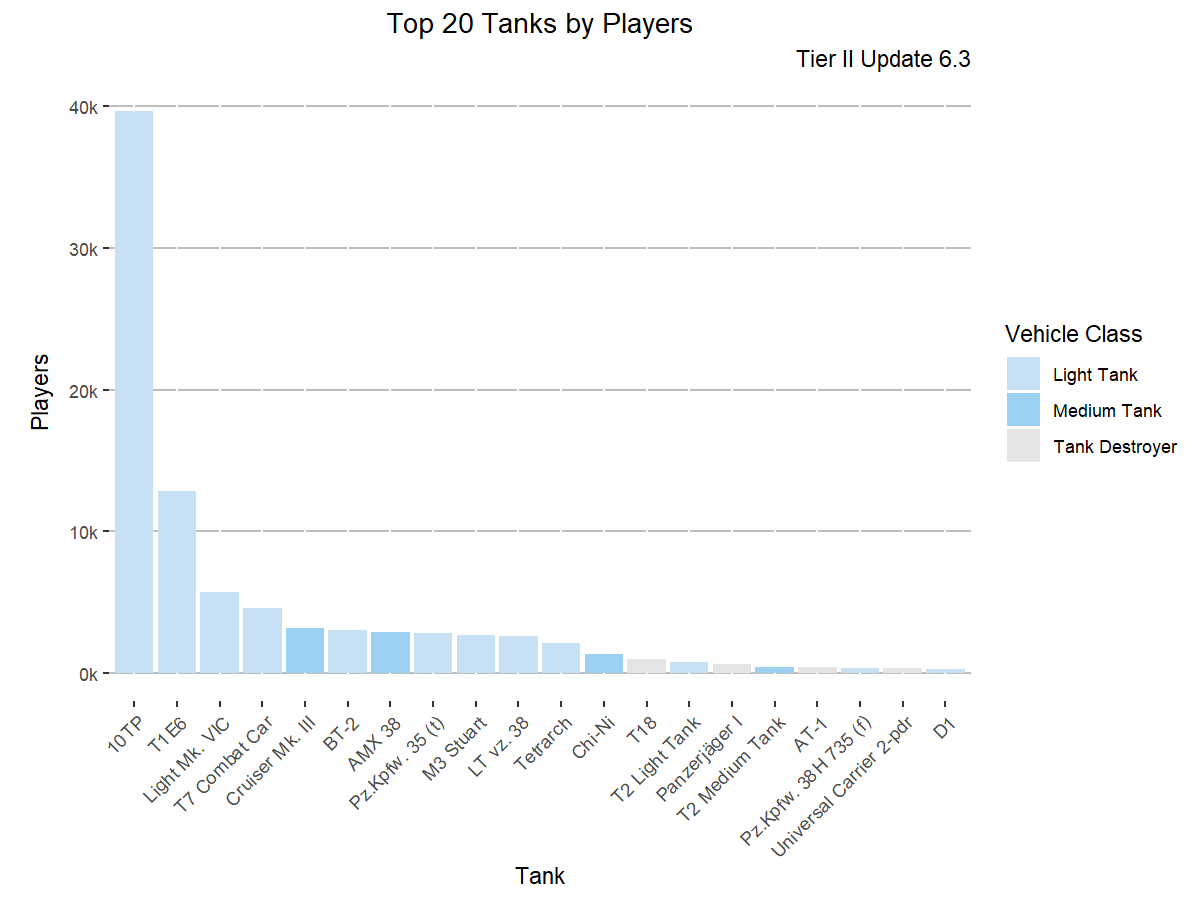 Top 20 Tanks by Players
Tier II Update 6.3
40k
30k
20k
10k
0k
Players
10TP
T1E6
Light Mk. VIC
T7 Combat Car
Cruiser Mk. III
BT-2
AMX 38
Pz.Kpfw. 35 (t)
M3 Stuart
LT vz. 38
Tetrarch
Chi-Ni
T18
T2 Light Tank
Panzerjäger I
T2 Medium Tank
AT-1
Pz.Kpfw. 38 H 735 (f)
Universal Carrier 2-pdr
D1
Tank
Vehicle Class
Light Tank
Medium Tank
Tank Destroyer